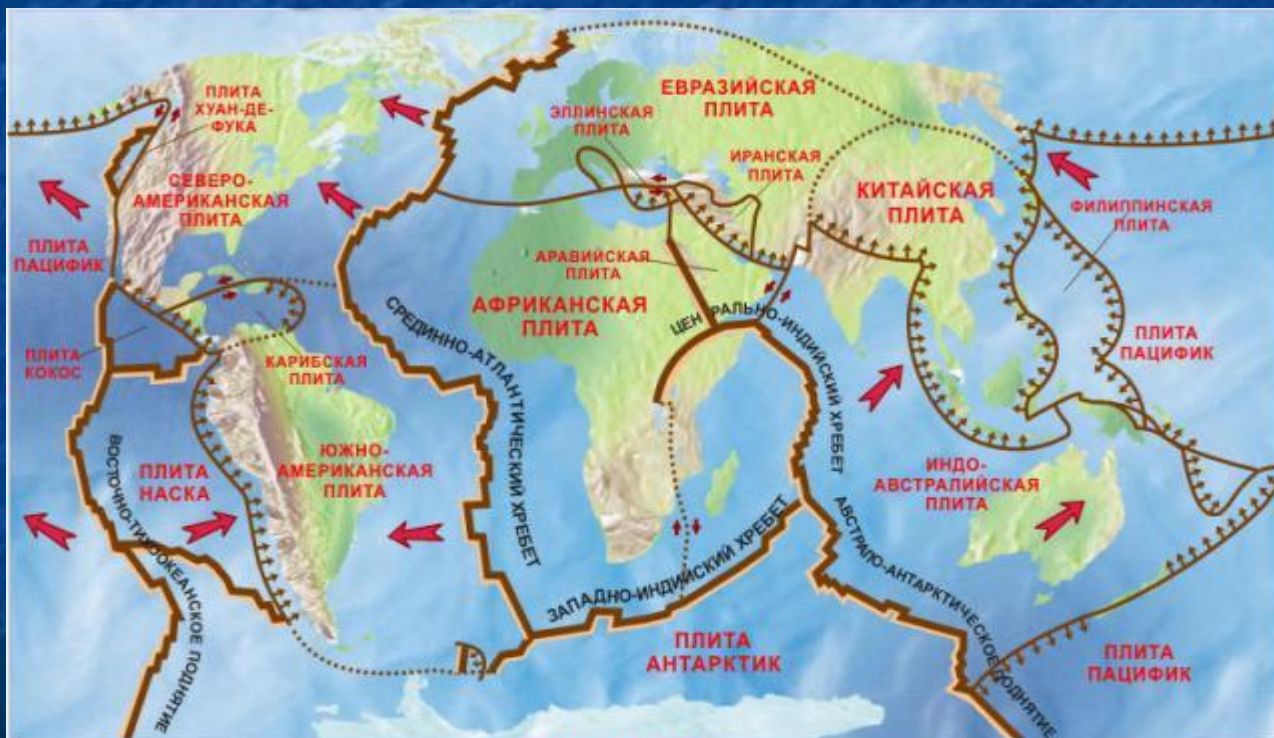 ПЛИТА
ХУАН-ДЕ-
ФУКА
СЕВЕРО-
АМЕРИКАНСКАЯ
ПЛИТА
ПЛИТА
ПАЦИФИК
ПЛИТА
КОКОС
КАРИБСКАЯ
ПЛИТА
ПЛИТА
НАСКА
ЮЖНО-
АМЕРИКАНСКАЯ
ПЛИТА
ВОСТОЧНО-ТИХООКЕАНСКОЕ ПОДНЯТИЕ
СРЕДИННО-АТЛАНТИЧЕСКИЙ ХРЕБЕТ
ЕВРАЗИЙСКАЯ
ПЛИТА
ЭЛЛИНСКАЯ
ПЛИТА
ИРАНСКАЯ
ПЛИТА
КИТАЙСКАЯ
ПЛИТА
ФИЛИППИНСКАЯ
ПЛИТА
АРАВИЙСКАЯ
ПЛИТА
АФРИКАНСКАЯ
ПЛИТА
ЦЕНТРАЛЬНО-ИНДИЙСКИЙ ХРЕБЕТ
ПЛИТА
ПАЦИФИК
ИНДО-
АВСТРАЛИЙСКАЯ
ПЛИТА
ЗАПАДНО-ИНДИЙСКИЙ ХРЕБЕТ
АВСТРАЛО-АНТАРКТИЧЕСКОЕ ПОДНЯТИЕ
ПЛИТА
АНТАРКТИК
ПЛИТА
ПАЦИФИК